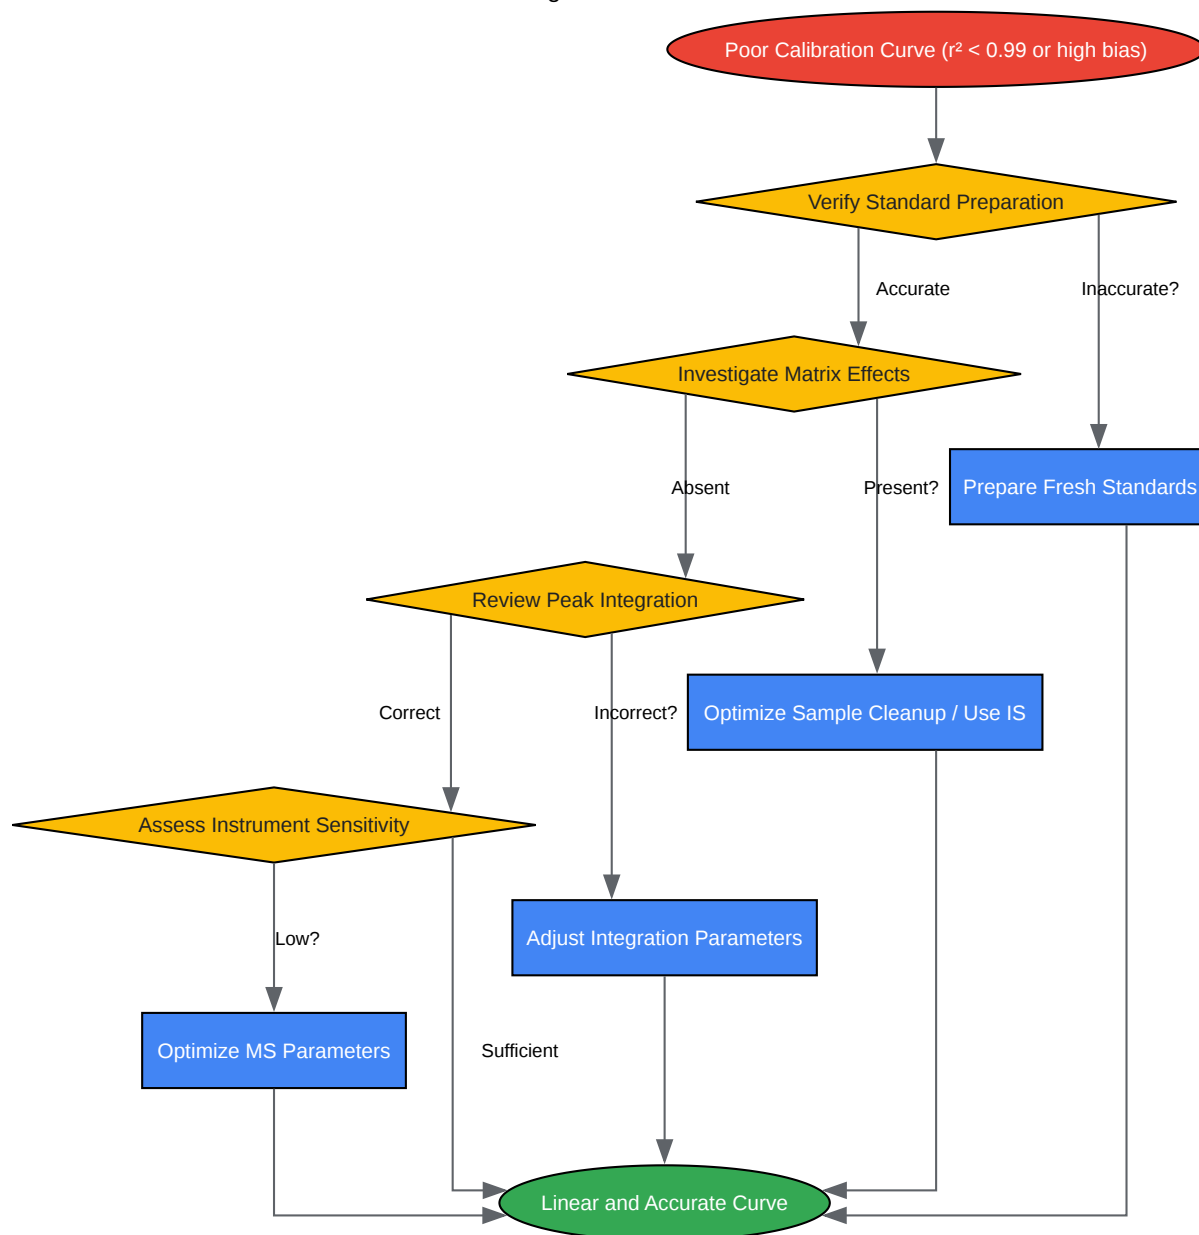 Poor Calibration Curve (r² < 0.99 or high bias)
Verify Standard Preparation
Accurate
Inaccurate?
Investigate Matrix Effects
Absent
Present?
Prepare Fresh Standards
Review Peak Integration
Correct
Incorrect?
Optimize Sample Cleanup / Use IS
Assess Instrument Sensitivity
Low?
Adjust Integration Parameters
Optimize MS Parameters
Sufficient
Linear and Accurate Curve